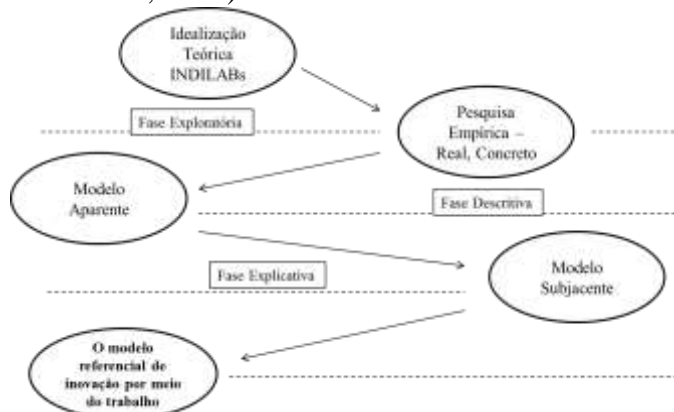 Idealização
Teórica
INDILABs
Fase Exploratória
Pesquisa
Empírica –
Real, Concreto
Modelo
Aparente
Fase Descritiva
Fase Explicativa
Modelo
Subjacente
O modelo
referencial de
inovação por meio
do trabalho